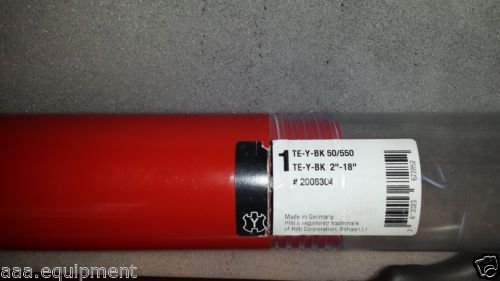 1
TE-Y-BK 50/550
TE-Y-BK 2"-18"
# 2006304
Made in Germany
Hilti = registered trademark
of Hilti Corporation, Schaan LI
Y
aaa.equipment